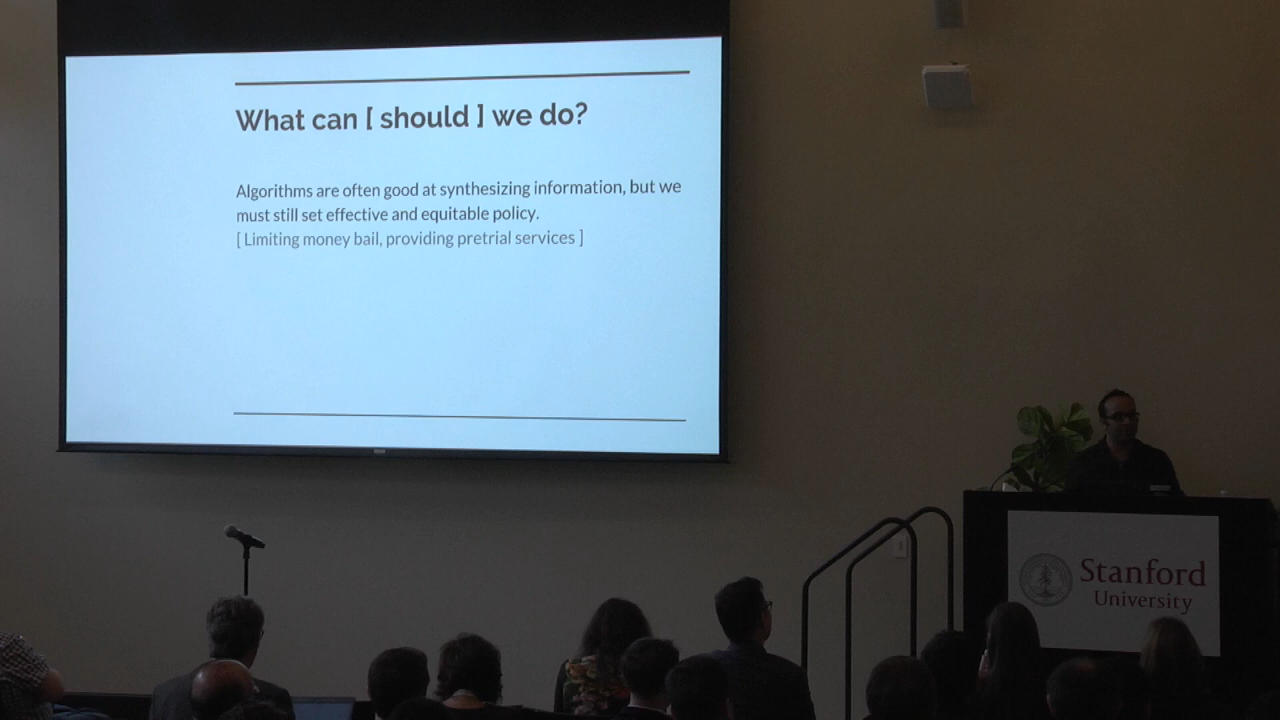 What can [ should ] we do?
Algorithms are often good at synthesizing information, but we
must still set effective and equitable policy.
[ Limiting money bail, providing pretrial services ]
Stanford
University